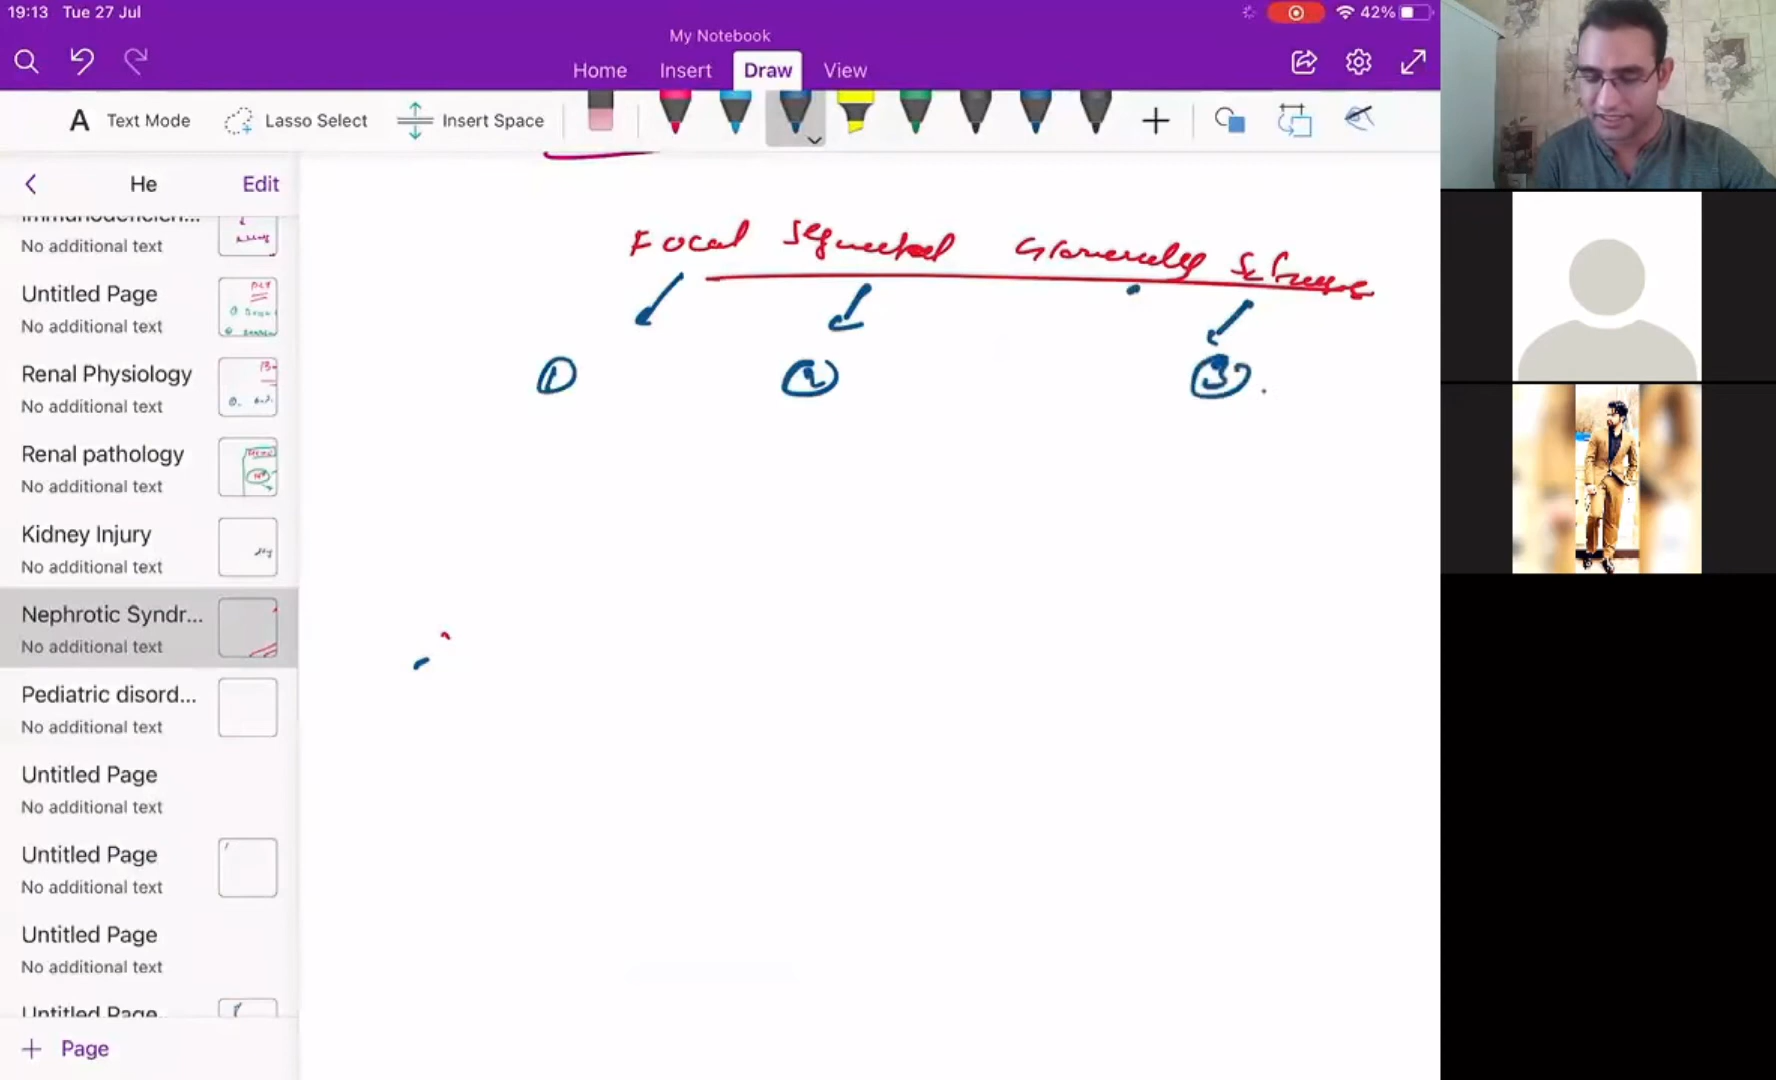 19:13 Tue 27 Jul
42%
My Notebook
Home Insert Draw View
A Text Mode Lasso Select Insert Space
He Edit
Immunodeficien...
No additional text
Untitled Page
No additional text
Renal Physiology
No additional text
Renal pathology
No additional text
Kidney Injury
No additional text
Nephrotic Syndr...
No additional text
Pediatric disord...
No additional text
Untitled Page
No additional text
Untitled Page
No additional text
Untitled Page
No additional text
Untitled Page
+ Page
Focal
1 2 3